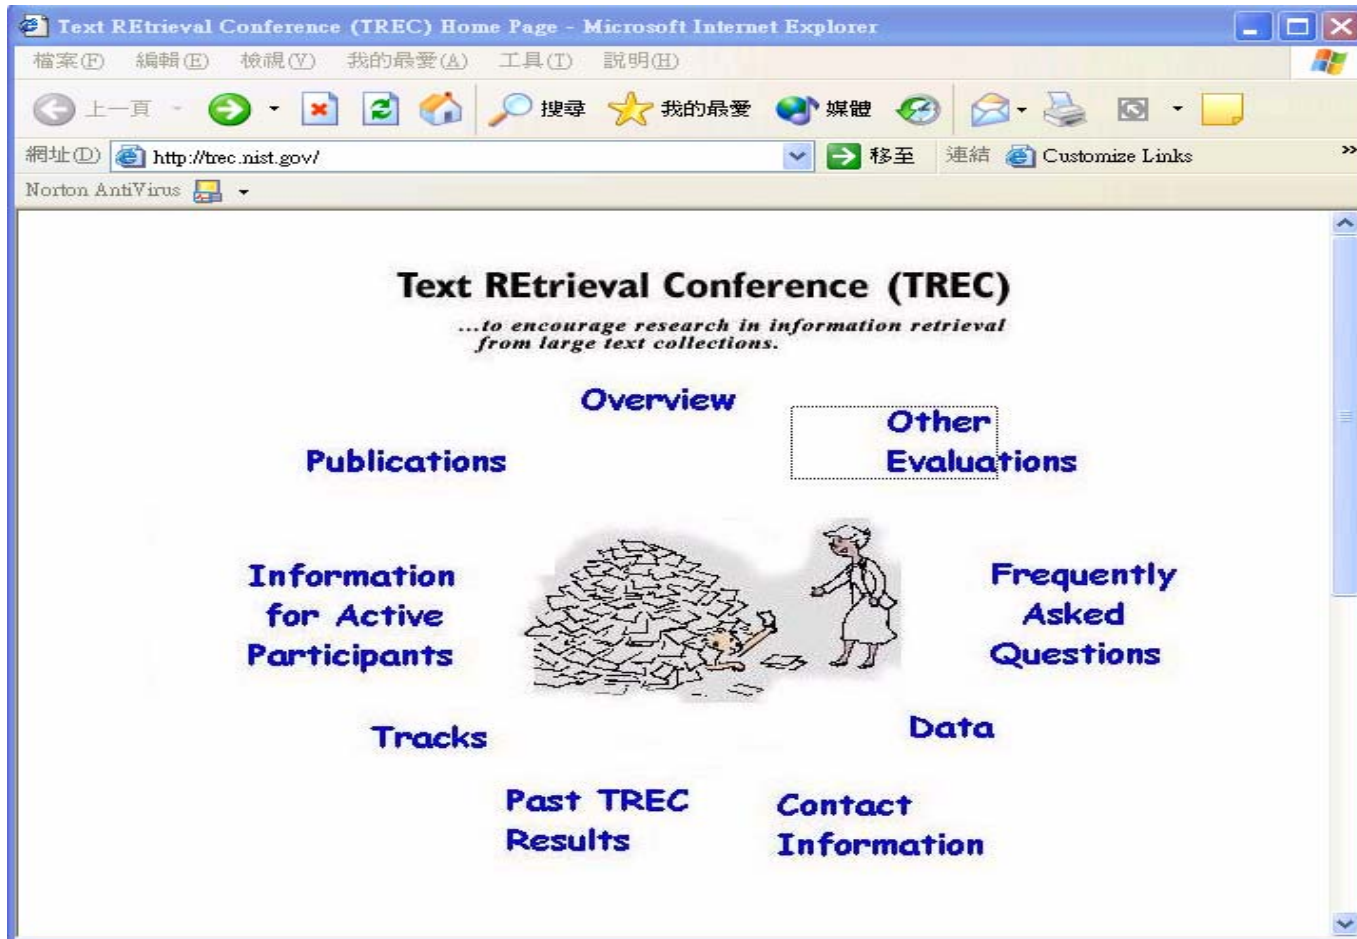 Text REtrieval Conference (TREC) Home Page - Microsoft Internet Explorer
檔案(F) 編輯(E) 檢視(V) 我的最愛(A) 工具(T) 說明(H)
上一頁 搜尋 我的最愛 媒體
網址(D) http://trec.nist.gov/ 移至 連結 Customize Links »
Norton AntiVirus
Text REtrieval Conference (TREC)
...to encourage research in information retrieval
from large text collections.
Overview
Other
Evaluations
Publications
Information
for Active
Participants
Frequently
Asked
Questions
Tracks
Data
Past TREC
Results
Contact
Information